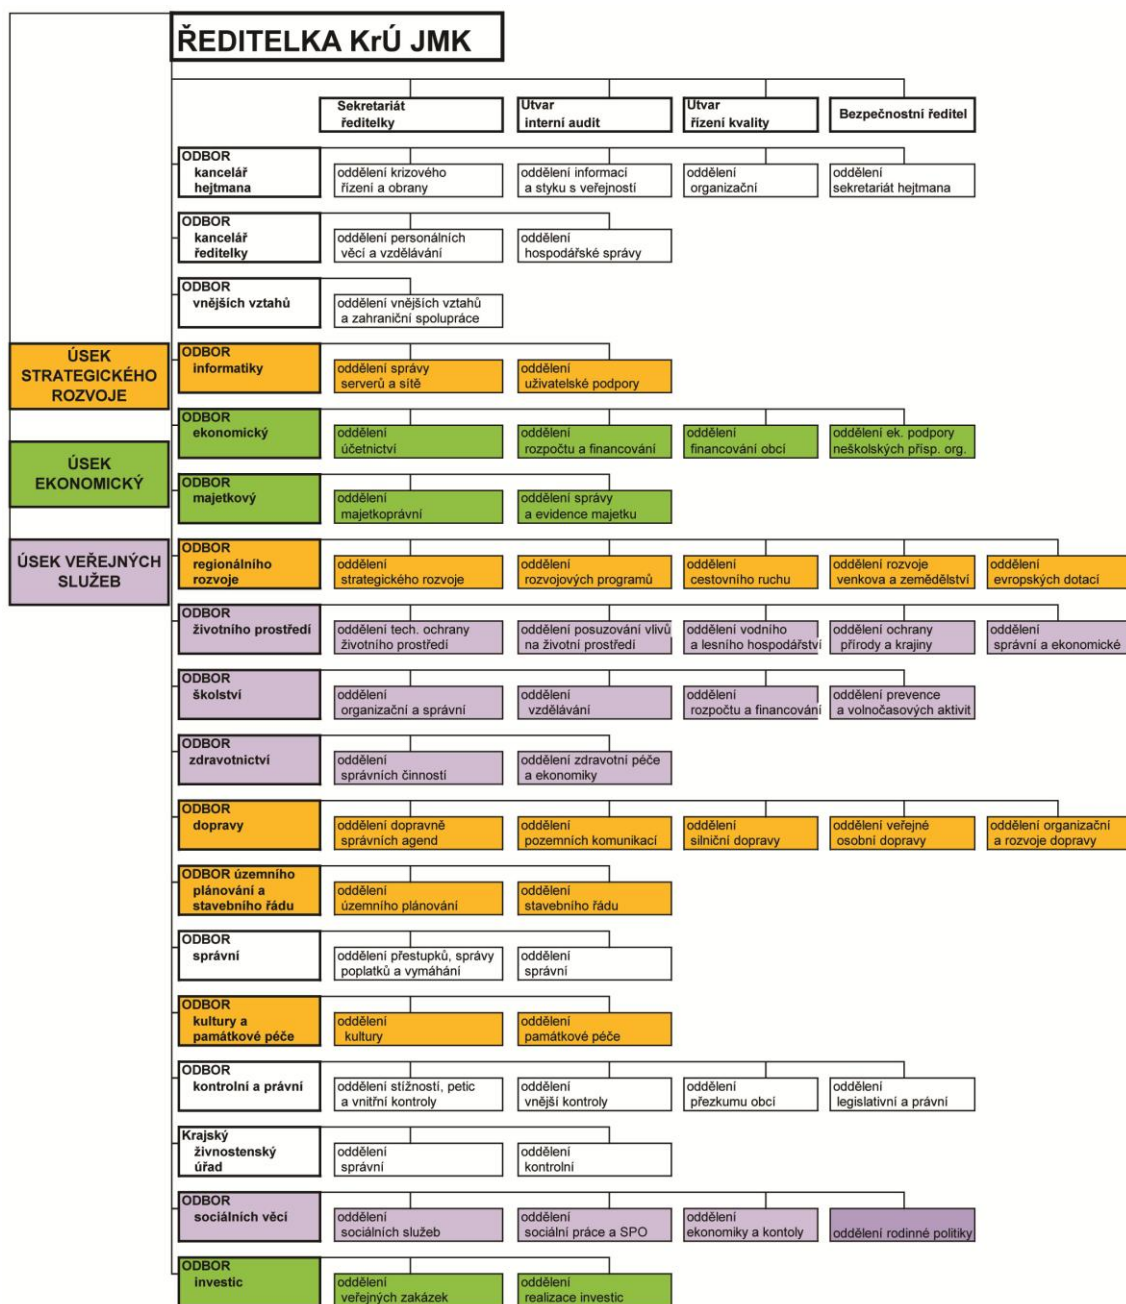 ŘEDITELKA KrÚ JMK
Sekretariát
ředitelky
Útvar
interní audit
Útvar
řízení kvality
Bezpečnostní ředitel
ODBOR
kancelář
hejtmana
oddělení krizového
řízení a obrany
oddělení informací
a styku s veřejností
oddělení
organizační
oddělení
sekretariát hejtmana
ODBOR
kancelář
ředitelky
oddělení personálních
věcí a vzdělávání
oddělení
hospodářské správy
ODBOR
vnějších vztahů
oddělení vnějších vztahů
a zahraniční spolupráce
ÚSEK
STRATEGICKÉHO
ROZVOJE
ODBOR
informatiky
oddělení správy
serverů a sítě
oddělení
uživatelské podpory
ODBOR
ekonomický
oddělení
účetnictví
oddělení
rozpočtu a financování
oddělení
financování obcí
oddělení ek. podpory
neškolských přísp. org.
ÚSEK
EKONOMICKÝ
ODBOR
majetkový
oddělení
majetkoprávní
oddělení správy
a evidence majetku
ÚSEK VEŘEJNÝCH
SLUŽEB
ODBOR
regionálního
rozvoje
oddělení
strategického rozvoje
oddělení
rozvojových programů
oddělení
cestovního ruchu
oddělení rozvoje
venkova a zemědělství
oddělení
evropských dotací
ODBOR
životního prostředí
oddělení tech. ochrany
životního prostředí
oddělení posuzování vlivů
na životní prostředí
oddělení vodního
a lesního hospodářství
oddělení ochrany
přírody a krajiny
oddělení
správní a ekonomické
ODBOR
školství
oddělení
organizační a správní
oddělení
vzdělávání
oddělení
rozpočtu a financování
oddělení prevence
a volnočasových aktivit
ODBOR
zdravotnictví
oddělení
správních činností
oddělení zdravotní péče
a ekonomiky
ODBOR
dopravy
oddělení dopravně
správních agend
oddělení
pozemních komunikací
oddělení
silniční dopravy
oddělení veřejné
osobní dopravy
oddělení organizační
a rozvoje dopravy
ODBOR územního
plánování a
stavebního řádu
oddělení
územního plánování
oddělení
stavebního řádu
ODBOR
správní
oddělení přestupků, správy
poplatků a vymáhání
oddělení
správní
ODBOR
kultury a
památkové péče
oddělení
kultury
oddělení
památkové péče
ODBOR
kontrolní a právní
oddělení stížností, petic
a vnitřní kontroly
oddělení
vnější kontroly
oddělení
přezkumu obcí
oddělení
legislativní a právní
Krajský
živnostenský
úřad
oddělení
správní
oddělení
kontrolní
ODBOR
sociálních věcí
oddělení
sociálních služeb
oddělení
sociální práce a SPO
oddělení
ekonomiky a kontoly
oddělení rodinné politiky
ODBOR
investic
oddělení
veřejných zakázek
oddělení
realizace investic